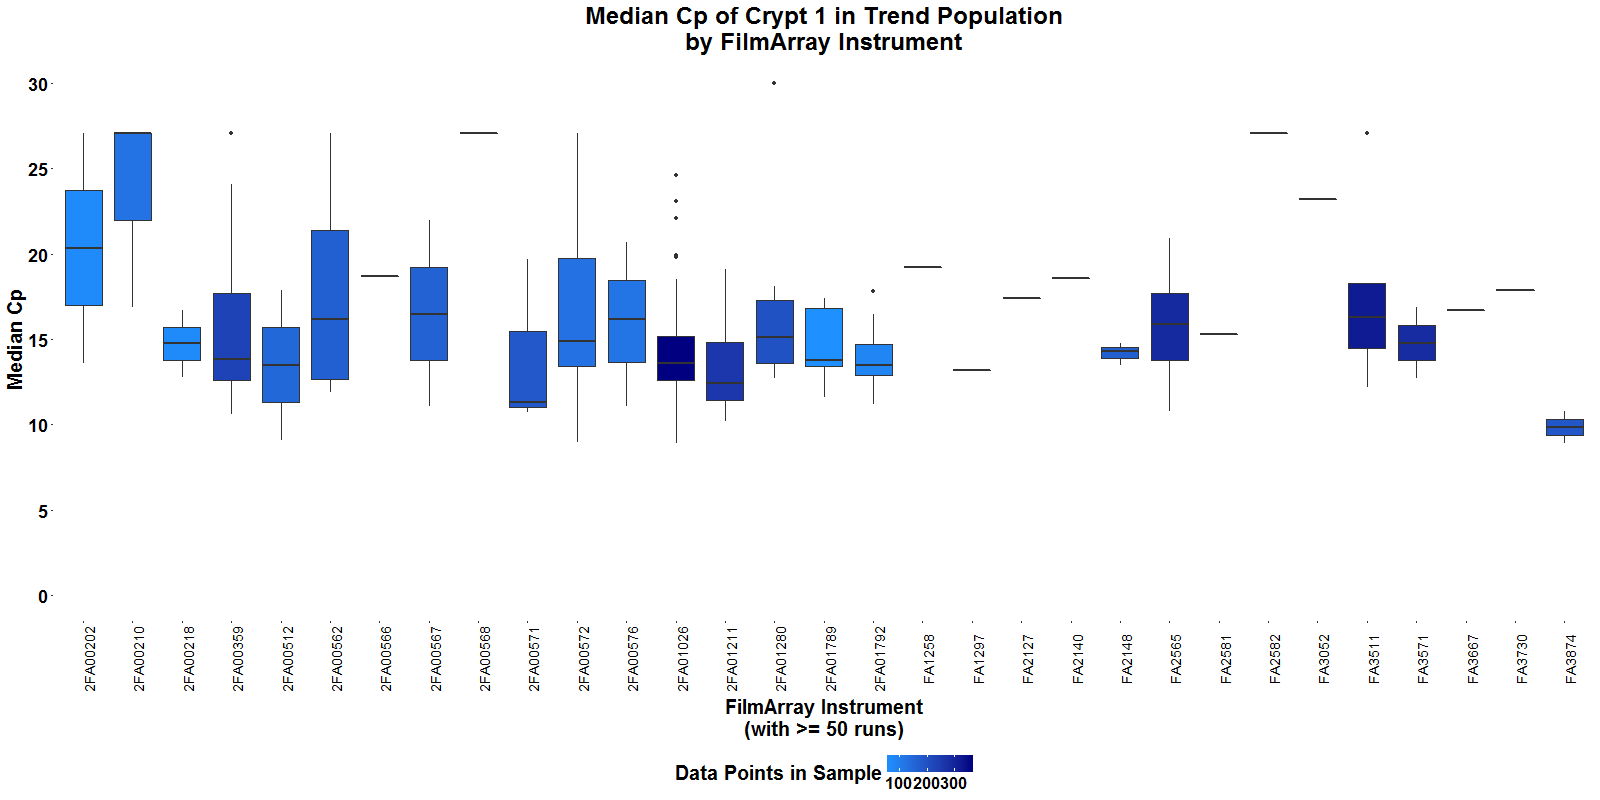 Median Cp of Crypt 1 in Trend Population
by FilmArray Instrument
Median Cp
30
25
20
15
10
5
0
2FA00202
2FA00210
2FA00218
2FA00359
2FA00512
2FA00562
2FA00566
2FA00567
2FA00568
2FA00571
2FA00572
2FA00576
2FA01026
2FA01211
2FA01280
2FA01789
2FA01792
FA1258
FA1297
FA2127
FA2140
FA2148
FA2565
FA2581
FA2582
FA3052
FA3511
FA3571
FA3667
FA3730
FA3874
FilmArray Instrument
(with >= 50 runs)
Data Points in Sample
100 200 300